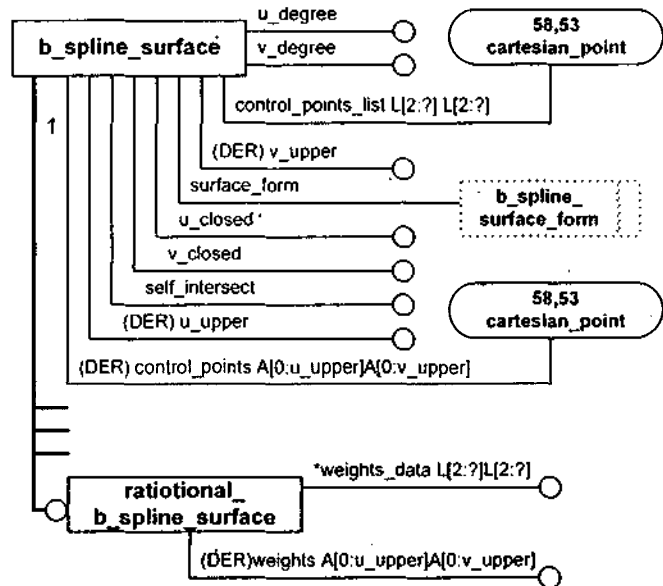 u_degree
b_spline_surface
v_degree
58,53
cartesian_point
1
control_points_list L[2:?] L[2:?]
(DER) v_upper
surface_form
b_spline_
surface_form
u_closed
v_closed
self_intersect
58,53
cartesian_point
(DER) u_upper
(DER) control_points A[0:u_upper]A[0:v_upper]
*weights_data L[2:?]L[2:?]
ratiotional_
b_spline_surface
(DER)weights A[0:u_upper]A[0:v_upper]